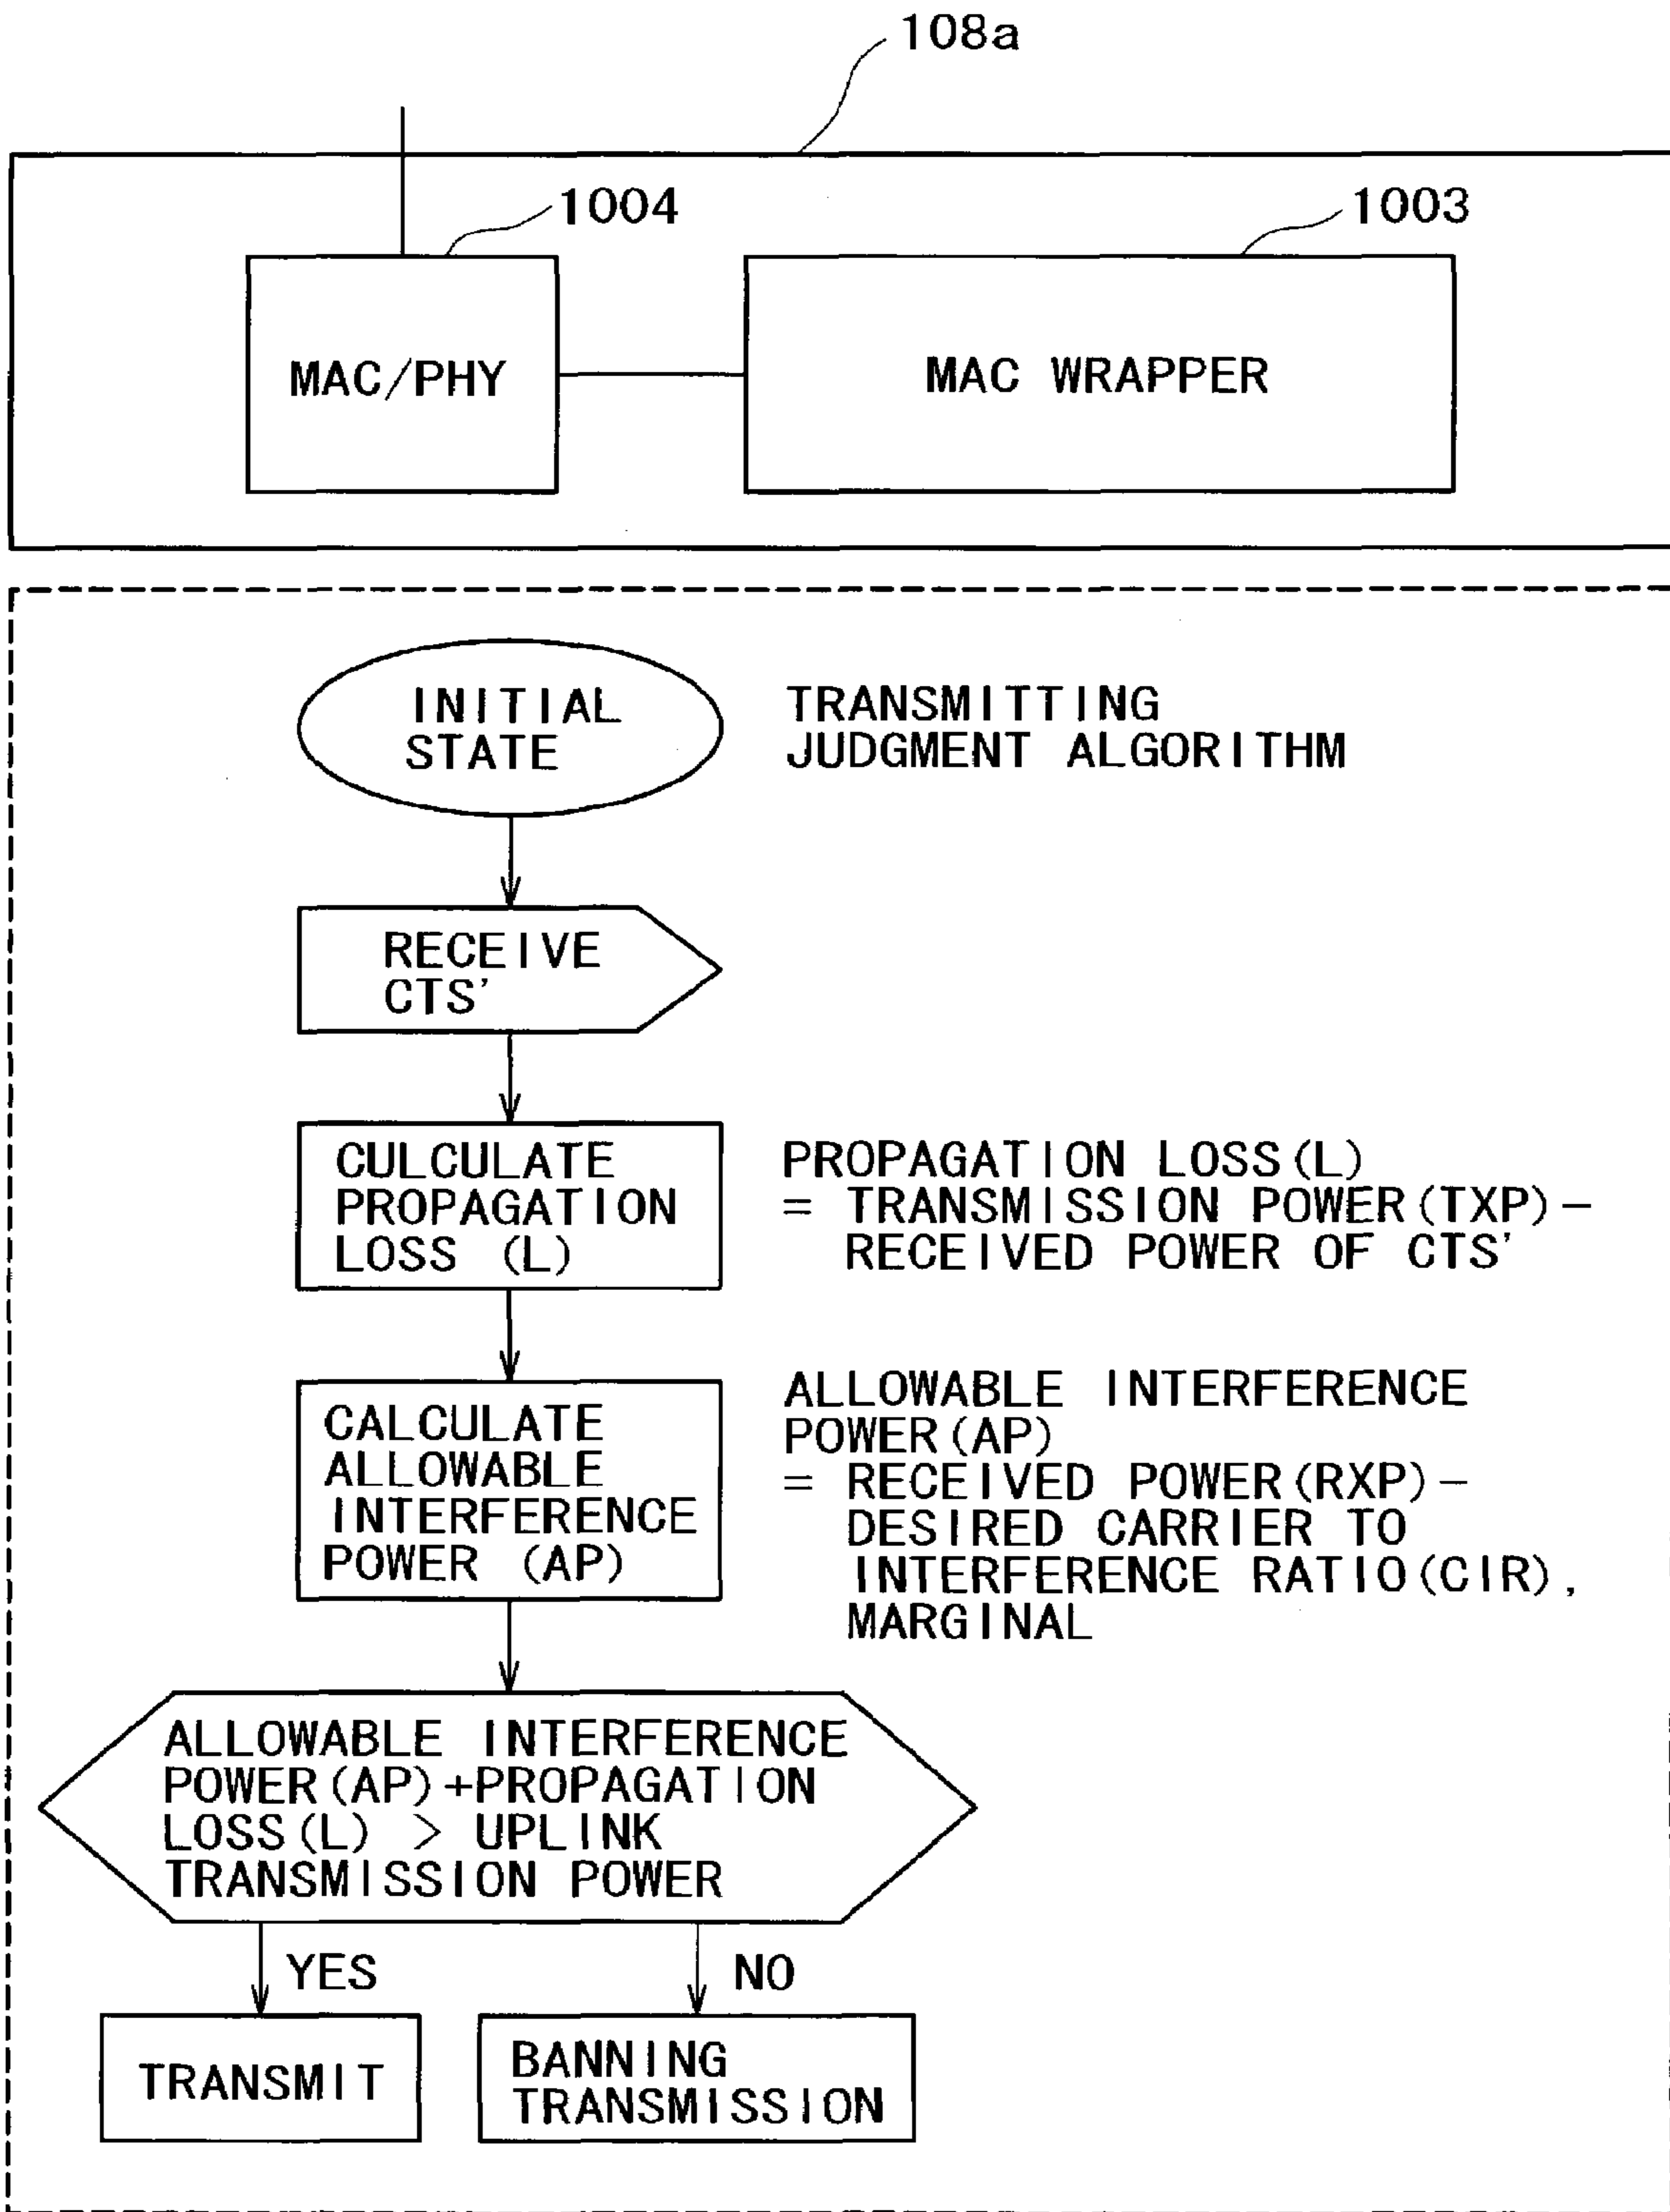 108a
1004
1003
MAC/PHY
MAC WRAPPER
INITIAL
STATE
TRANSMITTING
JUDGMENT ALGORITHM
RECEIVE
CTS'
CULCULATE
PROPAGATION
LOSS (L)
PROPAGATION LOSS(L)
= TRANSMISSION POWER(TXP)-
RECEIVED POWER OF CTS'
CALCULATE
ALLOWABLE
INTERFERENCE
POWER (AP)
ALLOWABLE INTERFERENCE
POWER(AP)
= RECEIVED POWER(RXP)-
DESIRED CARRIER TO
INTERFERENCE RATIO(CIR),
MARGINAL
ALLOWABLE INTERFERENCE
POWER(AP)+PROPAGATION
LOSS(L) > UPLINK
TRANSMISSION POWER
YES
NO
TRANSMIT
BANNING
TRANSMISSION